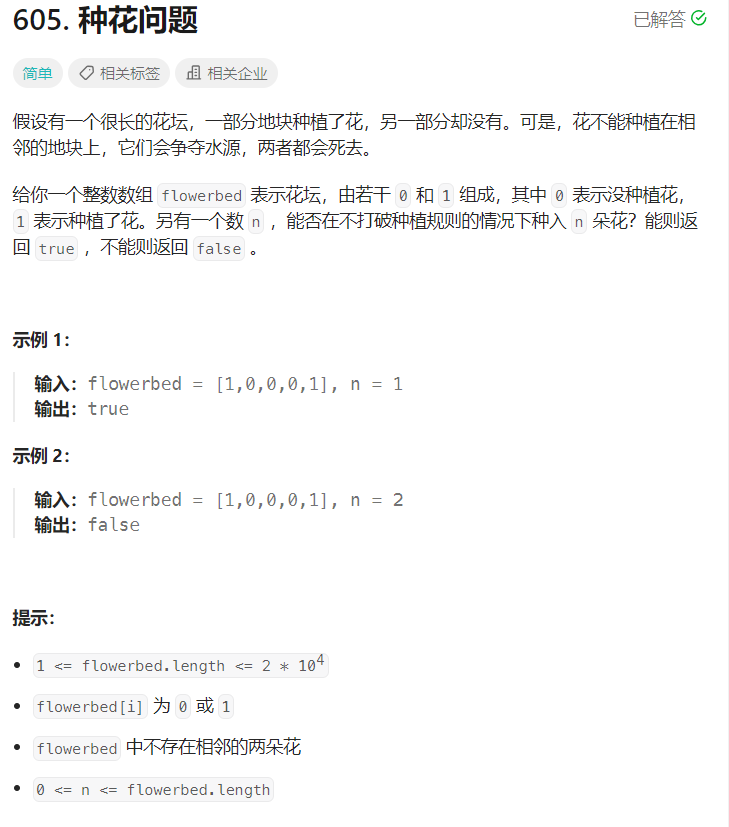 605. 种花问题
已解答
简单 相关标签 相关企业
假设有一个很长的花坛，一部分地块种植了花，另一部分却没有。可是，花不能种植在相
邻的地块上，它们会争夺水源，两者都会死去。
给你一个整数数组 flowerbed 表示花坛，由若干 0 和 1 组成，其中 0 表示没种植花，
1 表示种植了花。另有一个数 n ，能否在不打破种植规则的情况下种入 n 朵花？能则返
回 true ，不能则返回 false 。
示例 1：
输入：flowerbed = [1,0,0,0,1], n = 1
输出：true
示例 2：
输入：flowerbed = [1,0,0,0,1], n = 2
输出：false
提示：
1 <= flowerbed.length <= 2 * 10⁴
flowerbed[i] 为 0 或 1
flowerbed 中不存在相邻的两朵花
0 <= n <= flowerbed.length